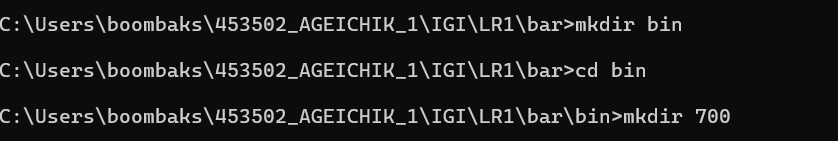 C:\Users\boombaks\453502_AGEICHIK_1\IGI\LR1\bar>mkdir bin
C:\Users\boombaks\453502_AGEICHIK_1\IGI\LR1\bar>cd bin
C:\Users\boombaks\453502_AGEICHIK_1\IGI\LR1\bar\bin>mkdir 700